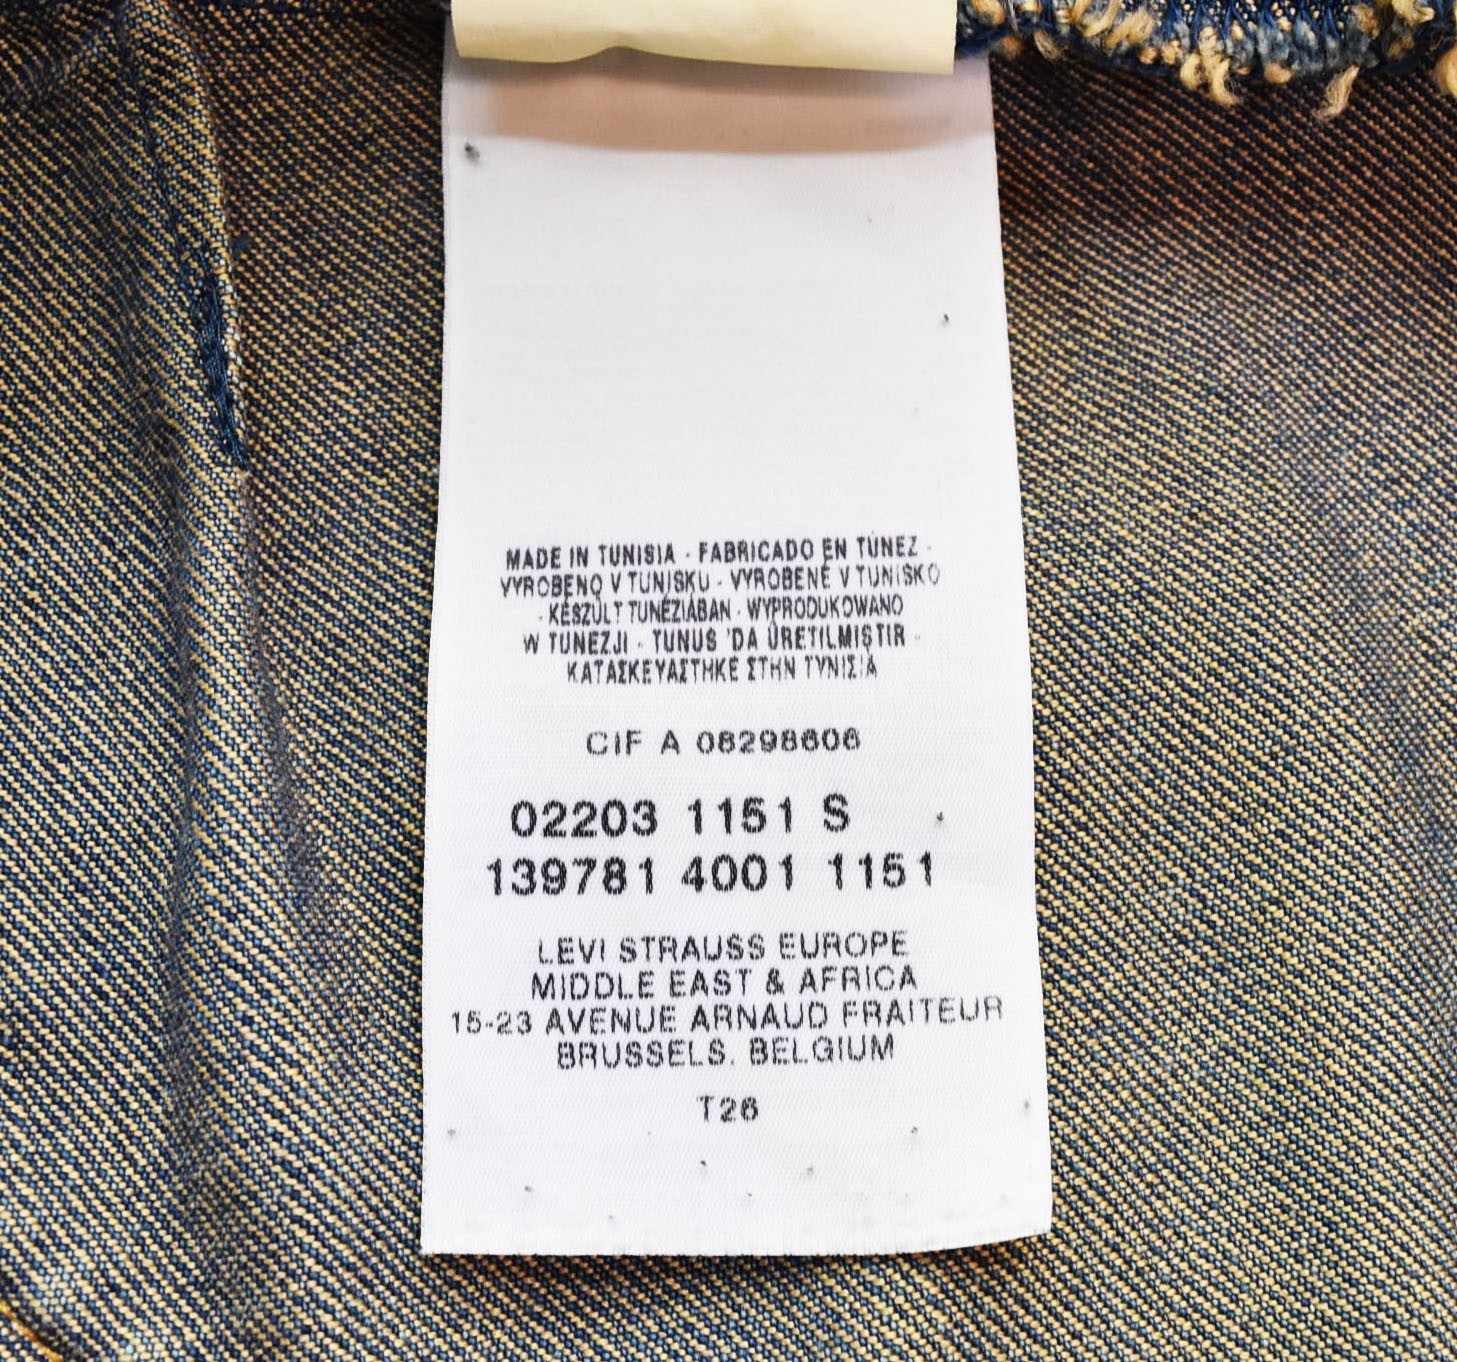 MADE IN TUNISIA - FABRICADO EN TÚNEZ -
VYROBENO V TUNISKU - VYROBENÉ V TUNISKO
- KÉSZÜLT TUNÉZIÁBAN - WYPRODUKOWANO
W TUNEZJI - TUNUS 'DA ÜRETILMIŞTIR -
ΚΑΤΑΣΚΕΥΑΣΤΗΚΕ ΣΤΗΝ ΤΥΝΙΣΙΑ
CIF A 08298606
02203 1151 S
139781 4001 1151
LEVI STRAUSS EUROPE
MIDDLE EAST & AFRICA
15-23 AVENUE ARNAUD FRAITEUR
BRUSSELS, BELGIUM
T26